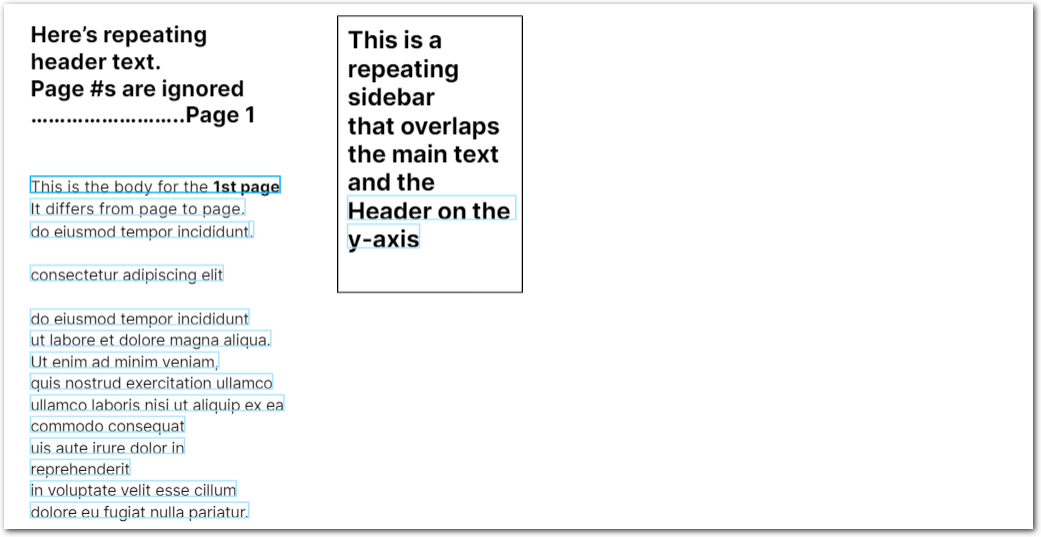 Here’s repeating
header text.
Page #s are ignored
……………………..Page 1
This is the body for the 1st page
It differs from page to page.
do eiusmod tempor incididunt.
consectetur adipiscing elit
do eiusmod tempor incididunt
ut labore et dolore magna aliqua.
Ut enim ad minim veniam,
quis nostrud exercitation ullamco
ullamco laboris nisi ut aliquip ex ea
commodo consequat
uis aute irure dolor in
reprehenderit
in voluptate velit esse cillum
dolore eu fugiat nulla pariatur.
This is a
repeating
sidebar
that overlaps
the main text
and the
Header on the
y-axis